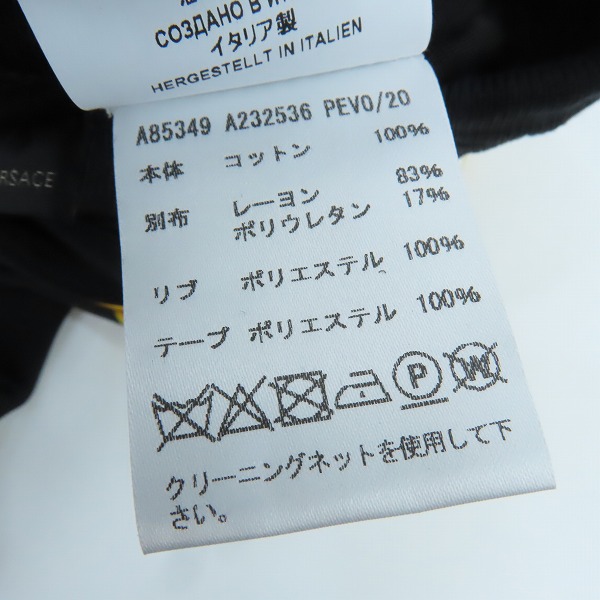 СОЗДАНО В И
イタリア製
HERGESTELLT IN ITALIEN
RSACE
A85349 A232536 PEVO/20
本体 コットン 100%
別布 レーヨン 83%
ポリウレタン 17%
リブ ポリエステル 100%
テープ ポリエステル 100%
P W
クリーニングネットを使用して下
さい。